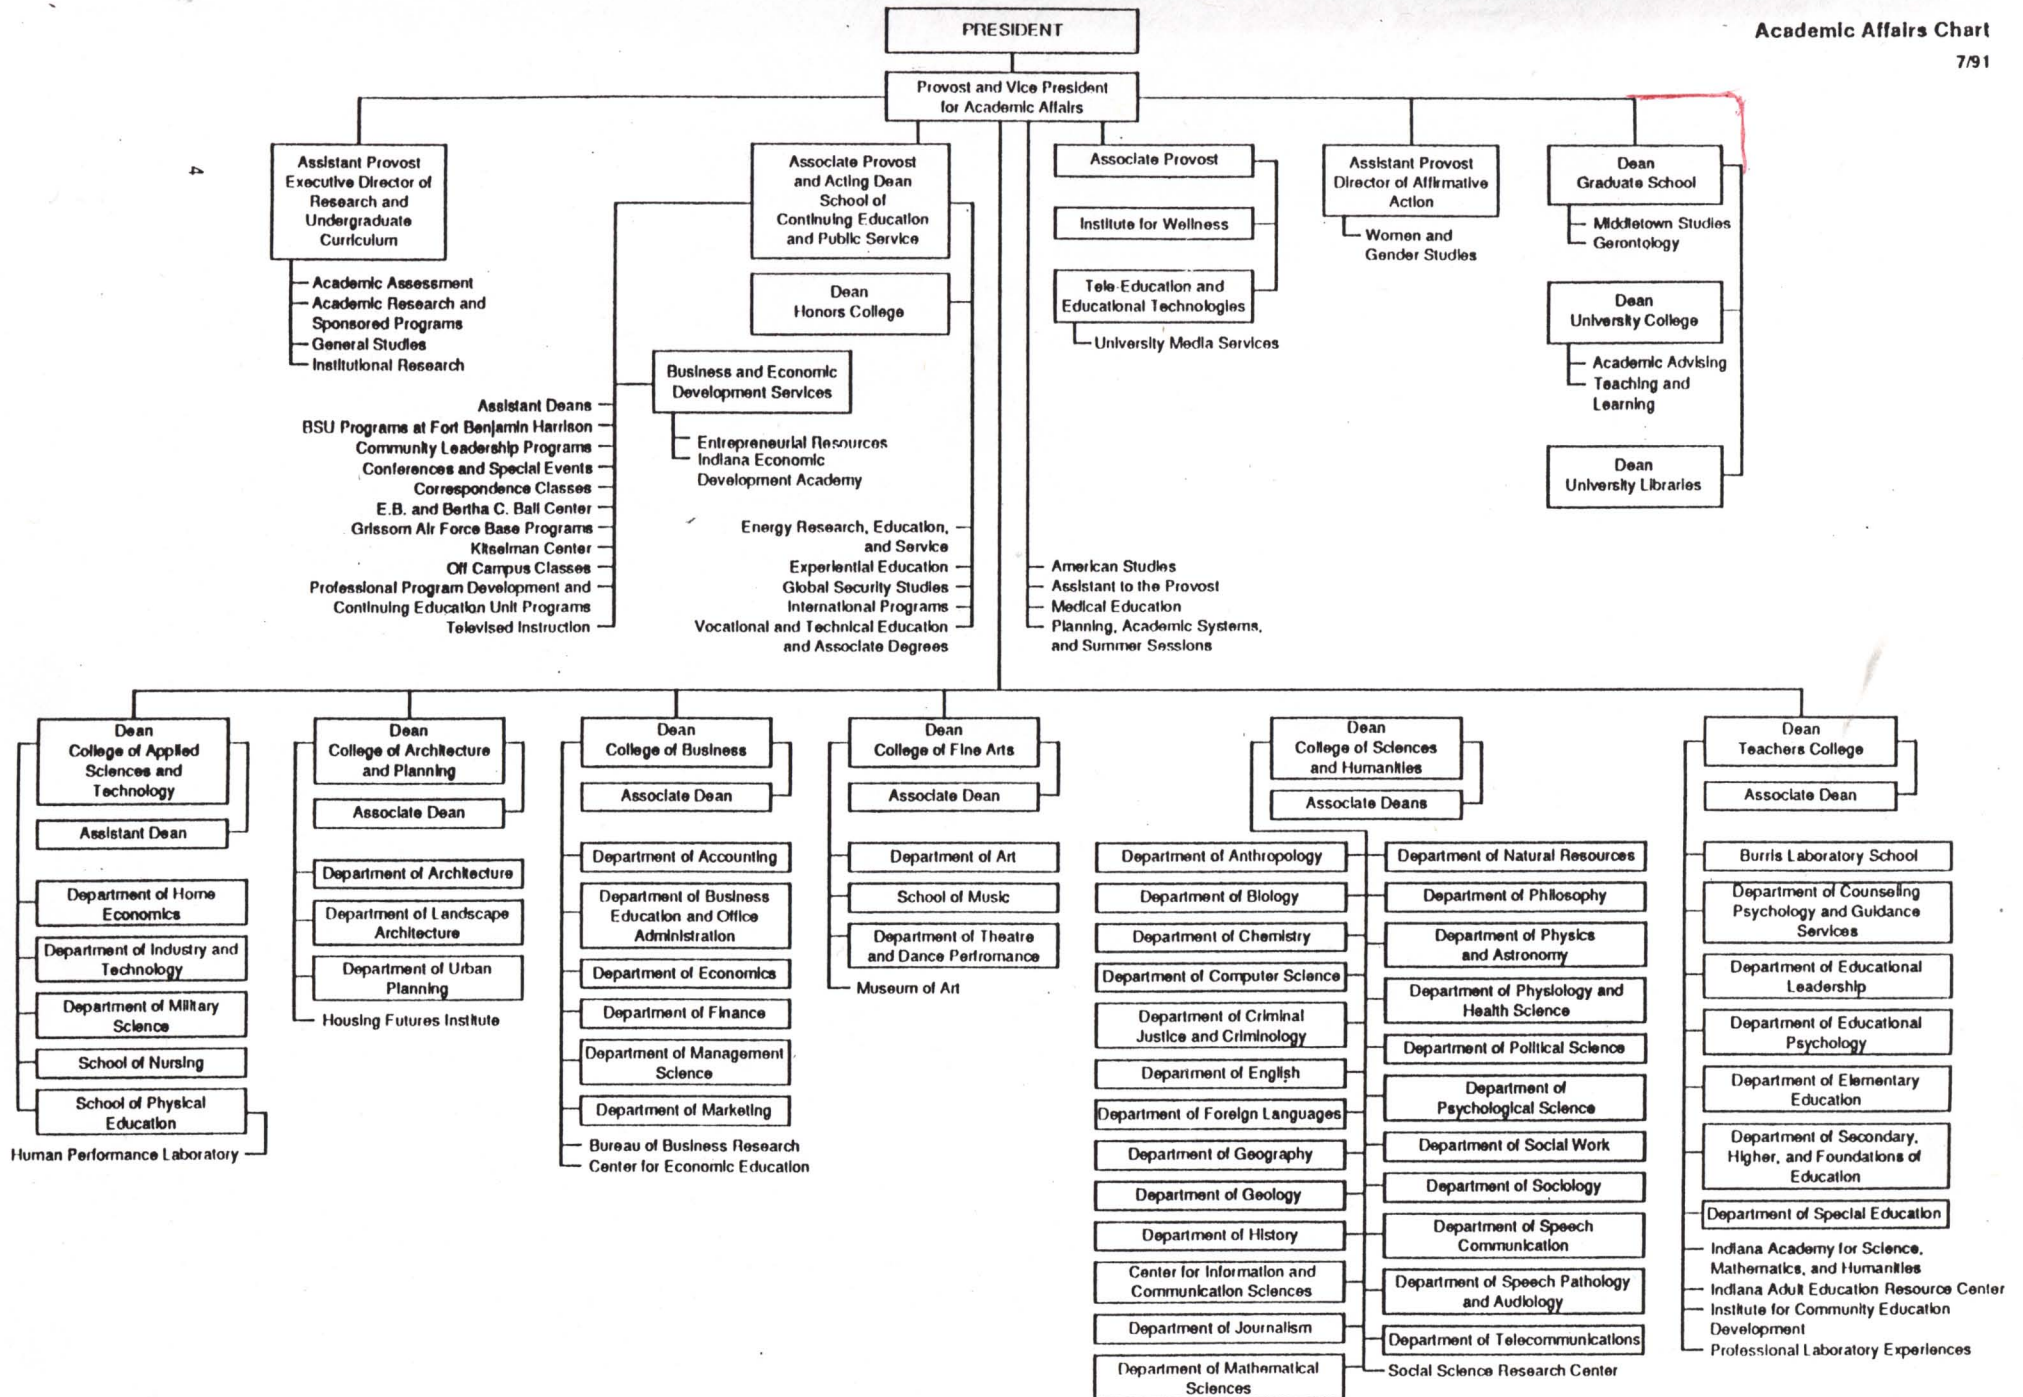 Academic Affairs Chart
7/91
4
PRESIDENT
Provost and Vice President
for Academic Affairs
Assistant Provost
Executive Director of
Research and
Undergraduate
Curriculum
Academic Assessment
Academic Research and
Sponsored Programs
General Studies
Institutional Research
Associate Provost
and Acting Dean
School of
Continuing Education
and Public Service
Dean
Honors College
Business and Economic
Development Services
Entrepreneurial Resources
Indiana Economic
Development Academy
Assistant Deans
BSU Programs at Fort Benjamin Harrison
Community Leadership Programs
Conferences and Special Events
Correspondence Classes
E.B. and Bertha C. Ball Center
Grissom Air Force Base Programs
Kitselman Center
Off Campus Classes
Professional Program Development and
Continuing Education Unit Programs
Televised Instruction
Energy Research, Education,
and Service
Experiential Education
Global Security Studies
International Programs
Vocational and Technical Education
and Associate Degrees
American Studies
Assistant to the Provost
Medical Education
Planning, Academic Systems,
and Summer Sessions
Associate Provost
Institute for Wellness
Tele-Education and
Educational Technologies
University Media Services
Assistant Provost
Director of Affirmative
Action
Women and
Gender Studies
Dean
Graduate School
Middletown Studies
Gerontology
Dean
University College
Academic Advising
Teaching and
Learning
Dean
University Libraries
Dean
College of Applied
Sciences and
Technology
Assistant Dean
Department of Home
Economics
Department of Industry and
Technology
Department of Military
Science
School of Nursing
School of Physical
Education
Human Performance Laboratory
Dean
College of Architecture
and Planning
Associate Dean
Department of Architecture
Department of Landscape
Architecture
Department of Urban
Planning
Housing Futures Institute
Dean
College of Business
Associate Dean
Department of Accounting
Department of Business
Education and Office
Administration
Department of Economics
Department of Finance
Department of Management
Science
Department of Marketing
Bureau of Business Research
Center for Economic Education
Dean
College of Fine Arts
Associate Dean
Department of Art
School of Music
Department of Theatre
and Dance Pertromance
Museum of Art
Dean
College of Sciences
and Humanities
Associate Deans
Department of Anthropology
Department of Biology
Department of Chemistry
Department of Computer Science
Department of Criminal
Justice and Criminology
Department of English
Department of Foreign Languages
Department of Geography
Department of Geology
Department of History
Center for Information and
Communication Sciences
Department of Journalism
Department of Mathematical
Sciences
Department of Natural Resources
Department of Philosophy
Department of Physics
and Astronomy
Department of Physiology and
Health Science
Department of Political Science
Department of
Psychological Science
Department of Social Work
Department of Sociology
Department of Speech
Communication
Department of Speech Pathology
and Audiology
Department of Telecommunications
Social Science Research Center
Dean
Teachers College
Associate Dean
Burris Laboratory School
Department of Counseling
Psychology and Guidance
Services
Department of Educational
Leadership
Department of Educational
Psychology
Department of Elementary
Education
Department of Secondary,
Higher, and Foundations of
Education
Department of Special Education
Indiana Academy for Science,
Mathematics, and Humanities
Indiana Adult Education Resource Center
Institute for Community Education
Development
Professional Laboratory Experiences